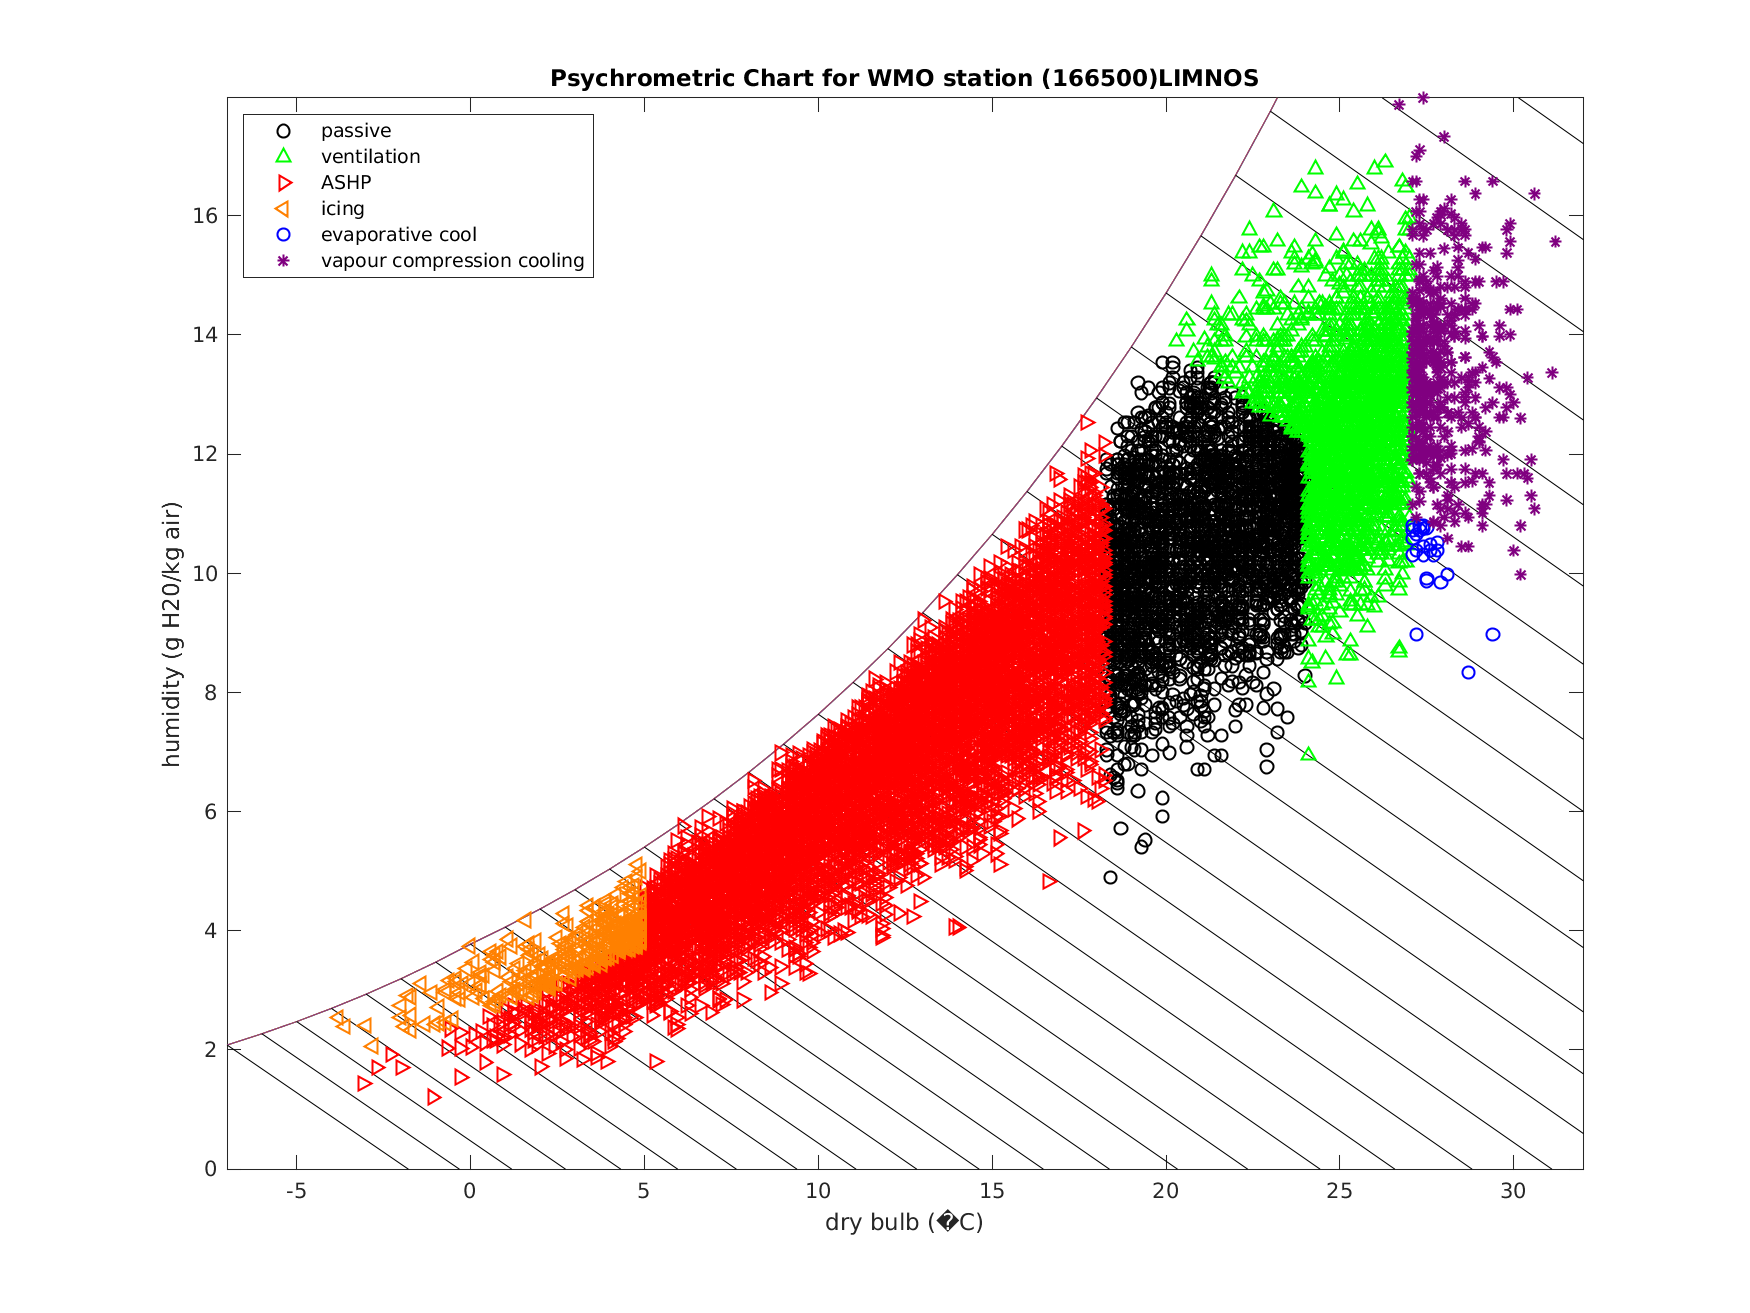 Psychrometric Chart for WMO station (166500)LIMNOS
passive
ventilation
ASHP
icing
evaporative cool
vapour compression cooling
humidity (g H20/kg air)
16
14
12
10
8
6
4
2
0
-5
0
5
10
15
20
25
30
dry bulb (�C)